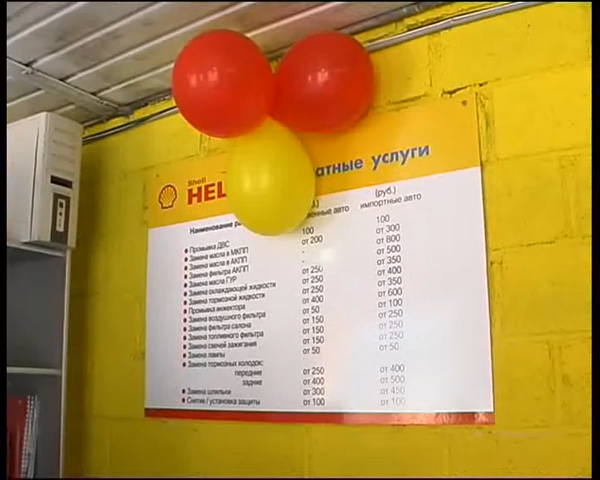 Shell
HEL атные услуги
(руб.)
Наименование венные авто импортные авто
Промывка ДВС 100 100
Замена масла в МКПП от 200 от 300
Замена масла в АКПП - от 800
Замена фильтра АКПП - от 500
Замена масла ГУР от 250 от 350
Замена охлаждающей жидкости от 250 от 400
Замена тормозной жидкости от 250 от 350
Промывка инжектора от 400 от 600
Замена воздушного фильтра от 50 от 100
Замена фильтра салона от 150 от 250
Замена топливного фильтра от 150 от 250
Замена свечей зажигания от 150 от 250
Замена лампы от 50 от 50
Замена тормозных колодок:
передние от 250 от 400
задние от 400 от 500
Замена шпильки от 300 от 450
Снятие / установка защиты от 100 от 100